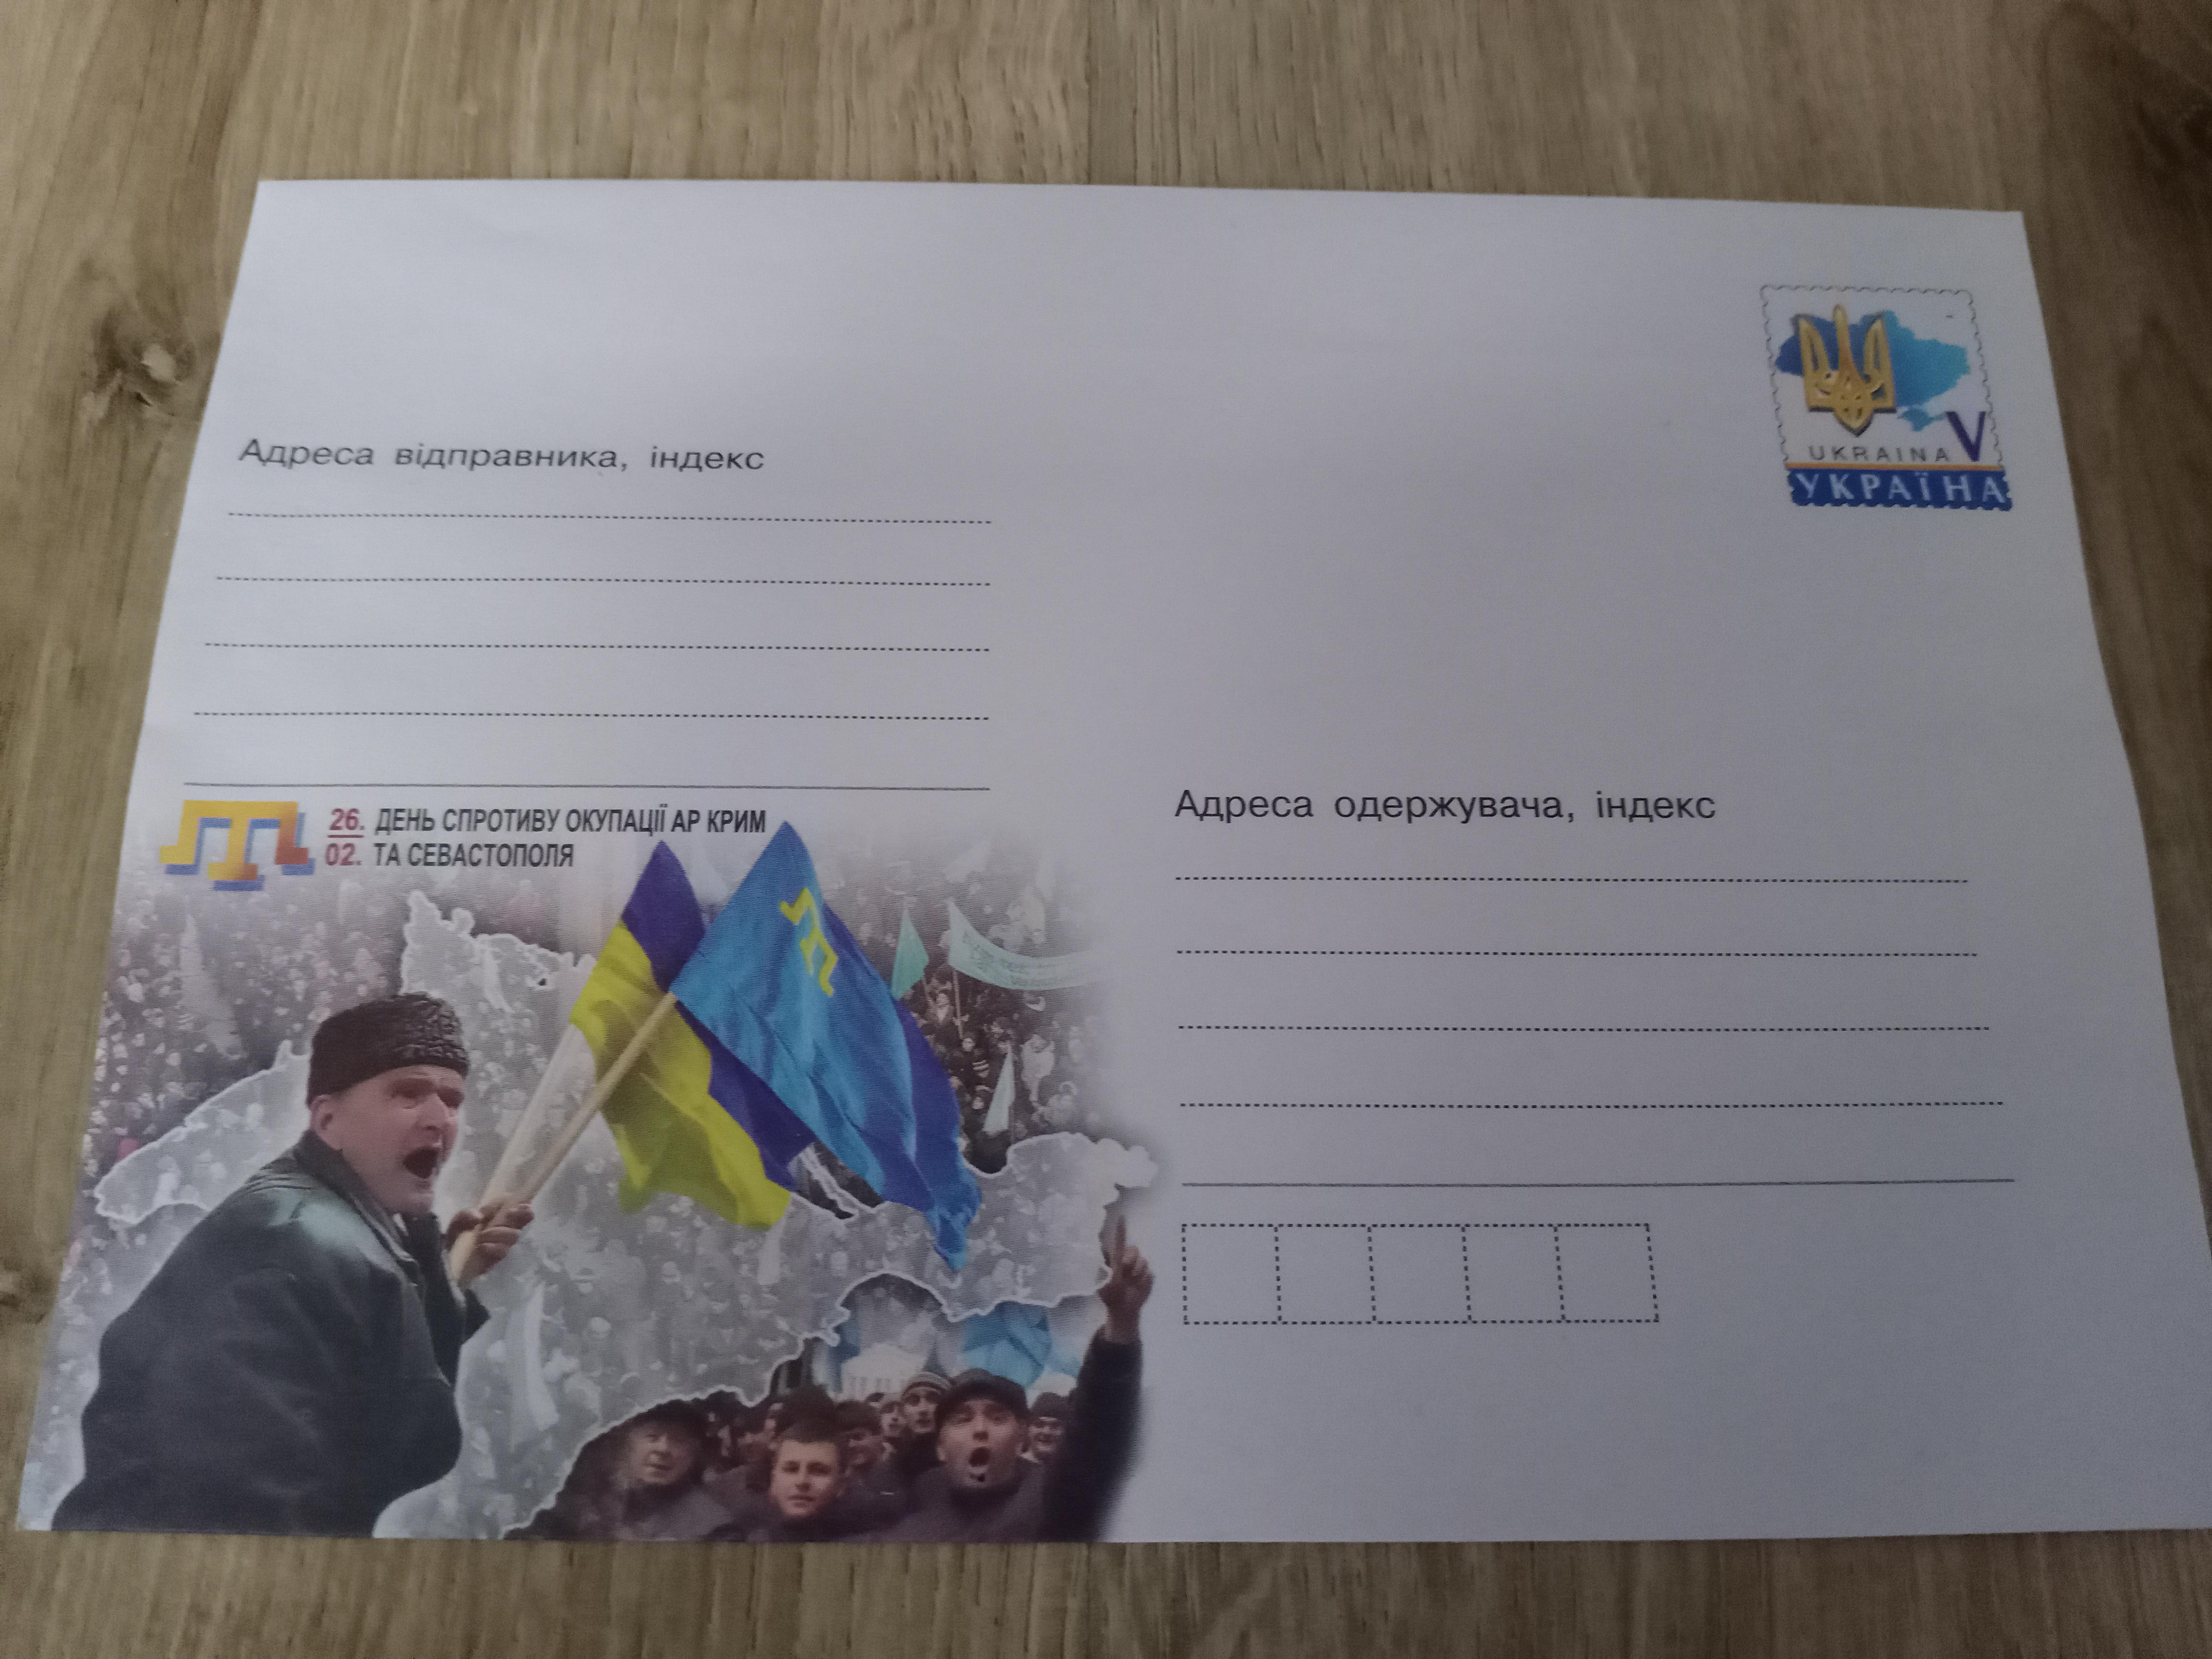 Адреса відправника, індекс
UKRAINA V
УКРАЇНА
26. ДЕНЬ СПРОТИВУ ОКУПАЦІЇ АР КРИМ
02. ТА СЕВАСТОПОЛЯ
Адреса одержувача, індекс